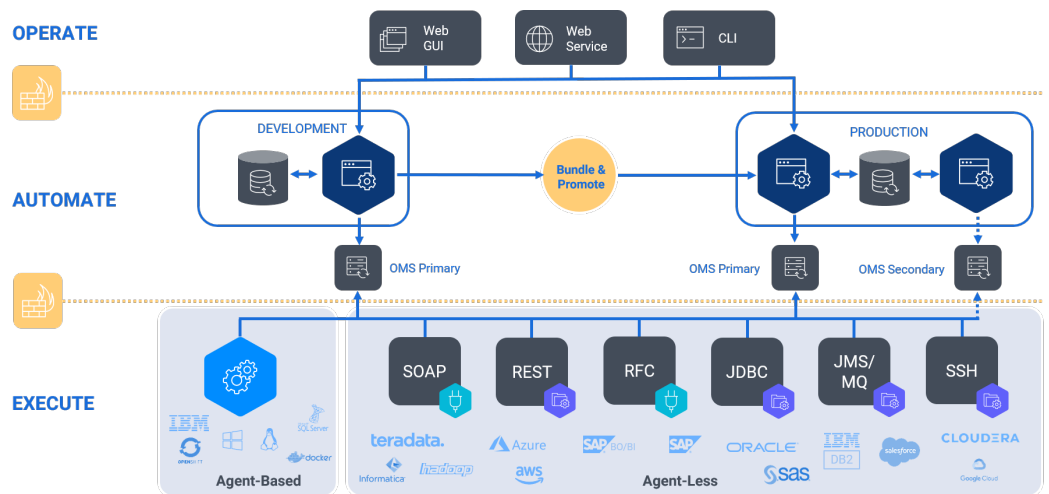 OPERATE
Web
GUI
Web
Service
CLI
DEVELOPMENT
PRODUCTION
AUTOMATE
Bundle &
Promote
OMS Primary
OMS Primary
OMS Secondary
EXECUTE
SOAP
REST
RFC
JDBC
JMS/
MQ
SSH
IBM
SQL Server
OPENSHIFT
docker
teradata.
Informatica
hadoop
Azure
aws
SAP BO/BI
SAP
ORACLE
sas
IBM
DB2
salesforce
CLOUDERA
Google Cloud
Agent-Based
Agent-Less